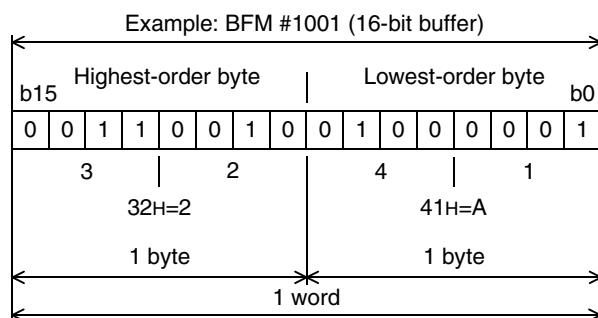 Example: BFM #1001 (16-bit buffer)
Highest-order byte Lowest-order byte
b15 b0
0 0 1 1 0 0 1 0 0 1 0 0 0 0 0 1
3 2 4 1
32H=2 41H=A
1 byte 1 byte
1 word